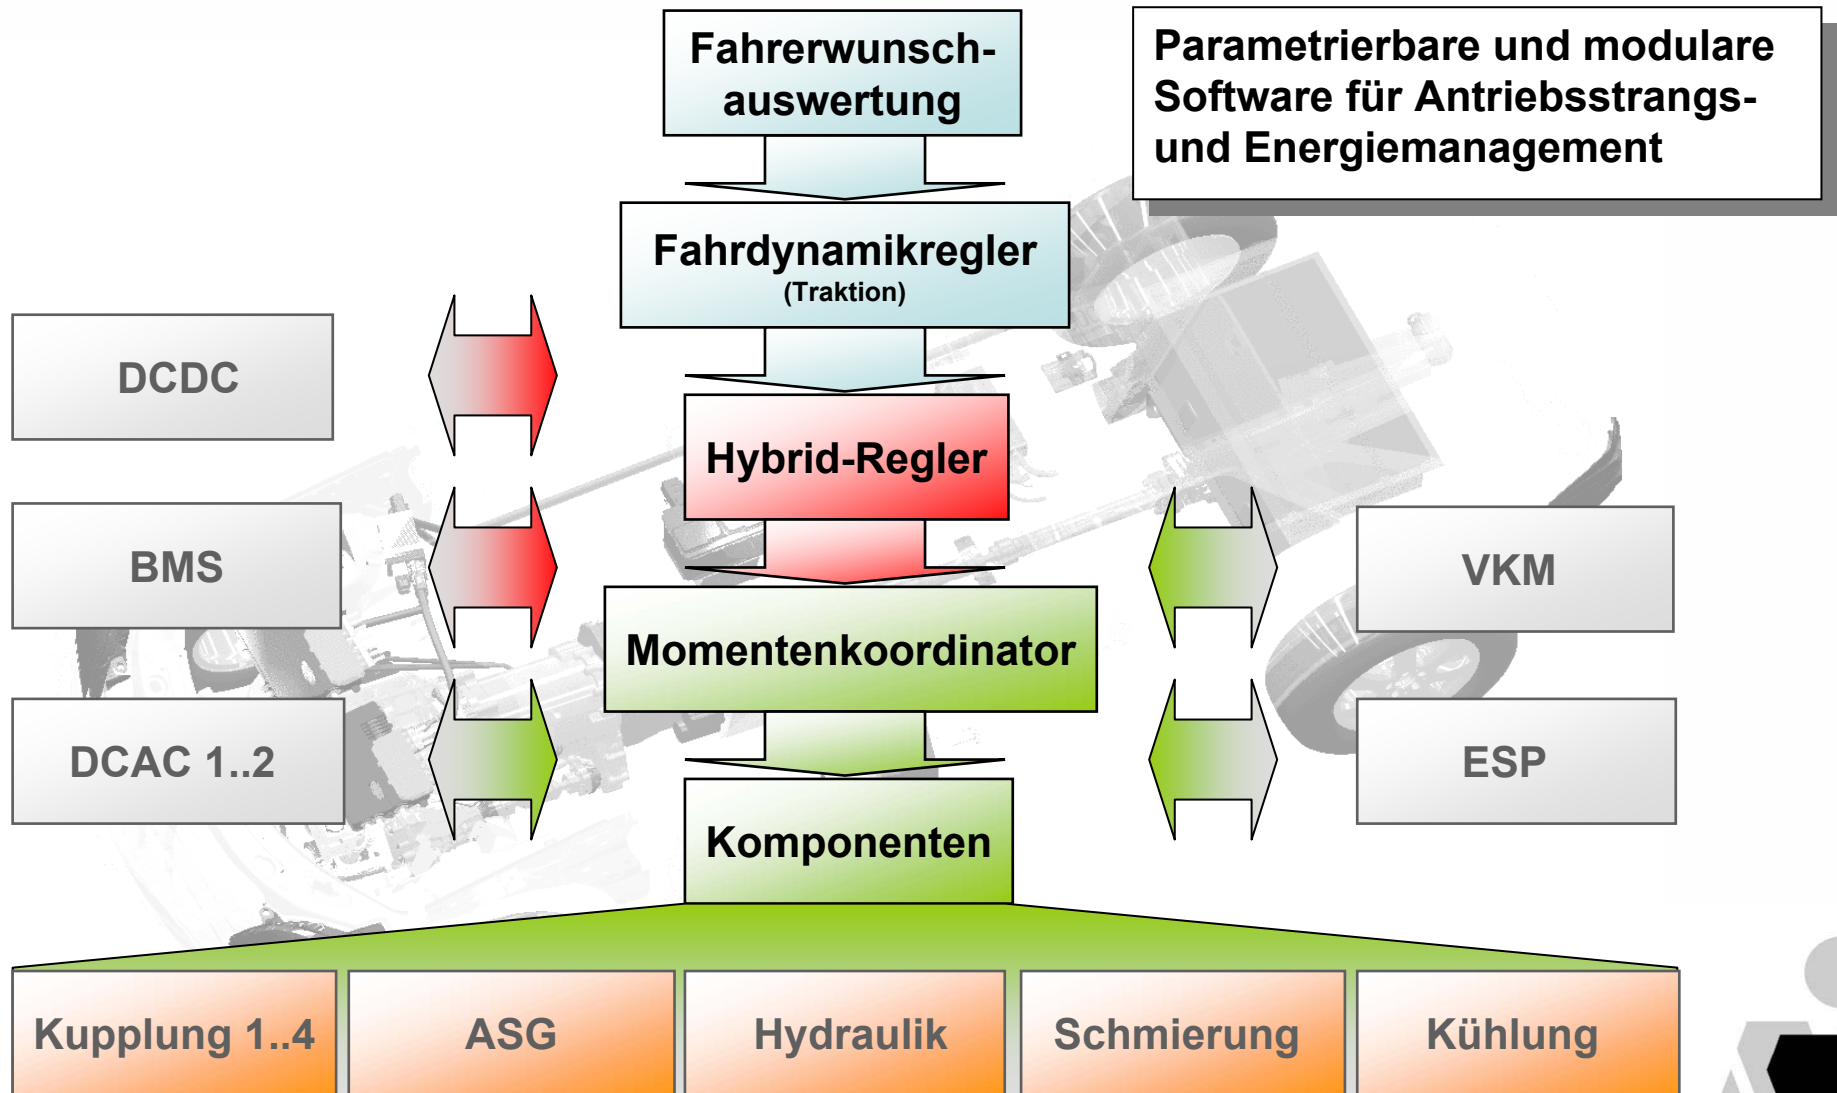 Fahrerwunsch-
auswertung
Parametrierbare und modulare
Software für Antriebsstrangs-
und Energiemanagement
Fahrdynamikregler
(Traktion)
DCDC
Hybrid-Regler
BMS
VKM
Momentenkoordinator
DCAC 1..2
ESP
Komponenten
Kupplung 1..4
ASG
Hydraulik
Schmierung
Kühlung